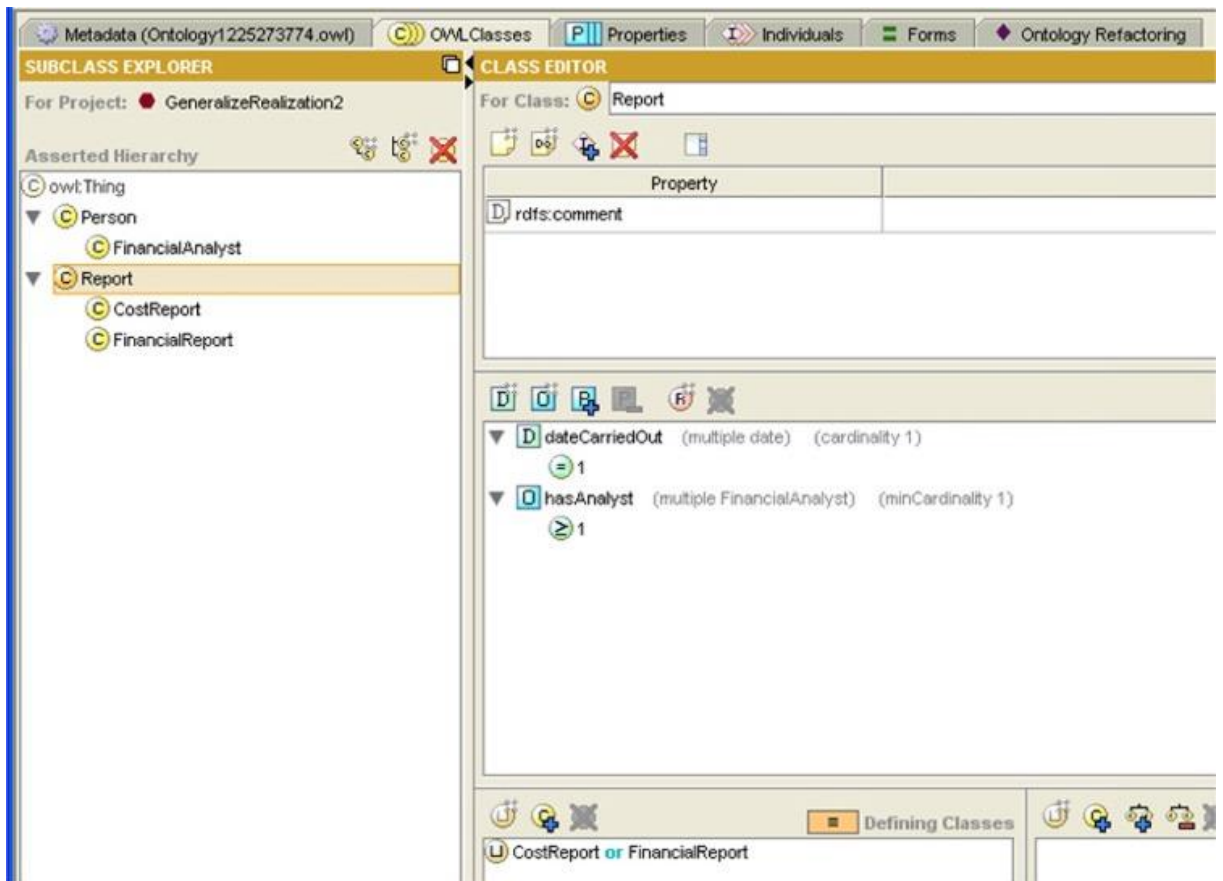 Metadata (Ontology1225273774.owl) OWLClasses Properties Individuals Forms Ontology Refactoring
SUBCLASS EXPLORER
For Project: GeneralizeRealization2
Asserted Hierarchy
owl:Thing
Person
FinancialAnalyst
Report
CostReport
FinancialReport
CLASS EDITOR
For Class: Report
Property
rdfs:comment
dateCarriedOut (multiple date) (cardinality 1)
= 1
hasAnalyst (multiple FinancialAnalyst) (minCardinality 1)
≥ 1
Defining Classes
CostReport or FinancialReport